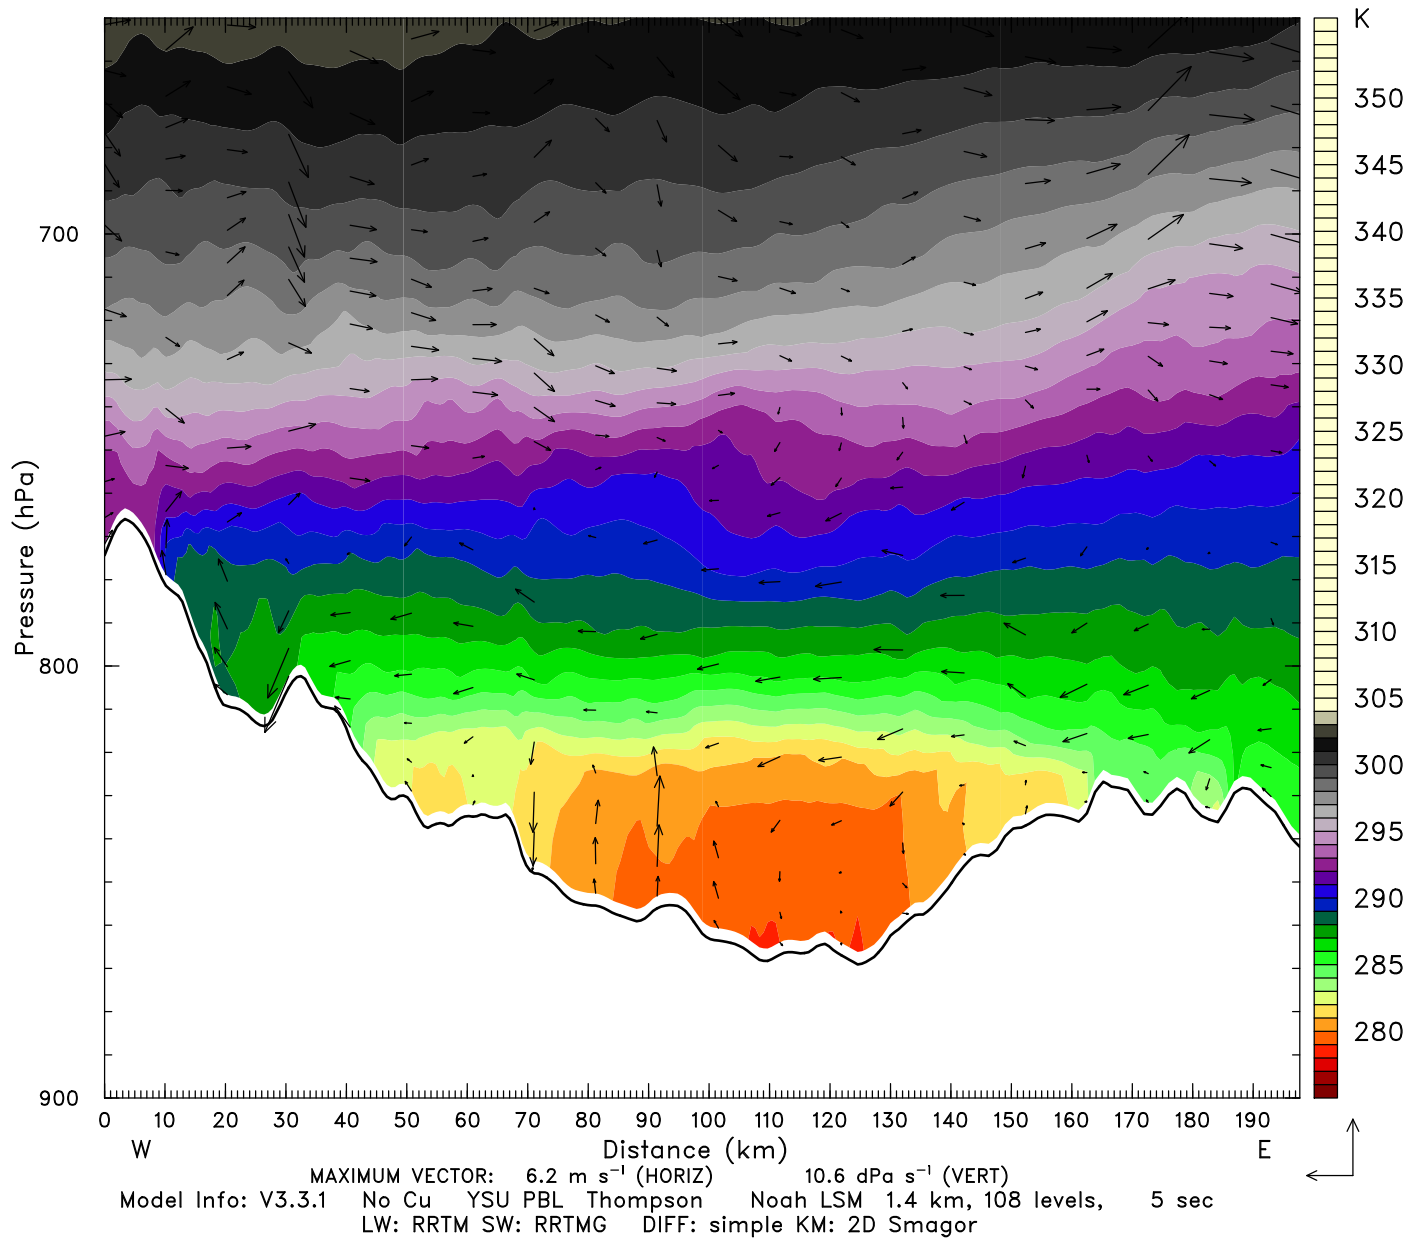 K
350
345
340
335
330
325
320
315
310
305
300
295
290
285
280
Pressure (hPa)
700
800
900
0 10 20 30 40 50 60 70 80 90 100 110 120 130 140 150 160 170 180 190
W Distance (km) E
MAXIMUM VECTOR: 6.2 m s⁻¹ (HORIZ) 10.6 dPa s⁻¹ (VERT)
Model Info: V3.3.1 No Cu YSU PBL Thompson Noah LSM 1.4 km, 108 levels, 5 sec
LW: RRTM SW: RRTMG DIFF: simple KM: 2D Smagor